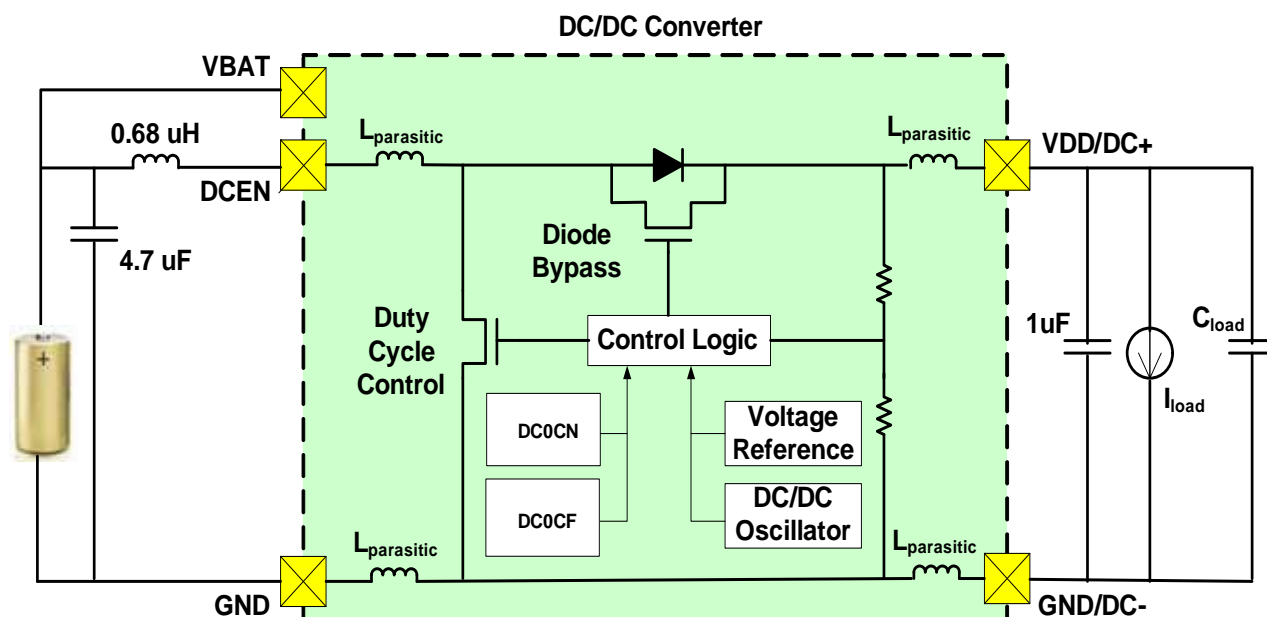 DC/DC Converter
VBAT
0.68 uH
DCEN
4.7 uF
+
GND
Lparasitic
Lparasitic
Diode
Bypass
Duty
Cycle
Control
Control Logic
DC0CN
DC0CF
Voltage
Reference
DC/DC
Oscillator
Lparasitic
Lparasitic
VDD/DC+
1uF
Cload
Iload
GND/DC-